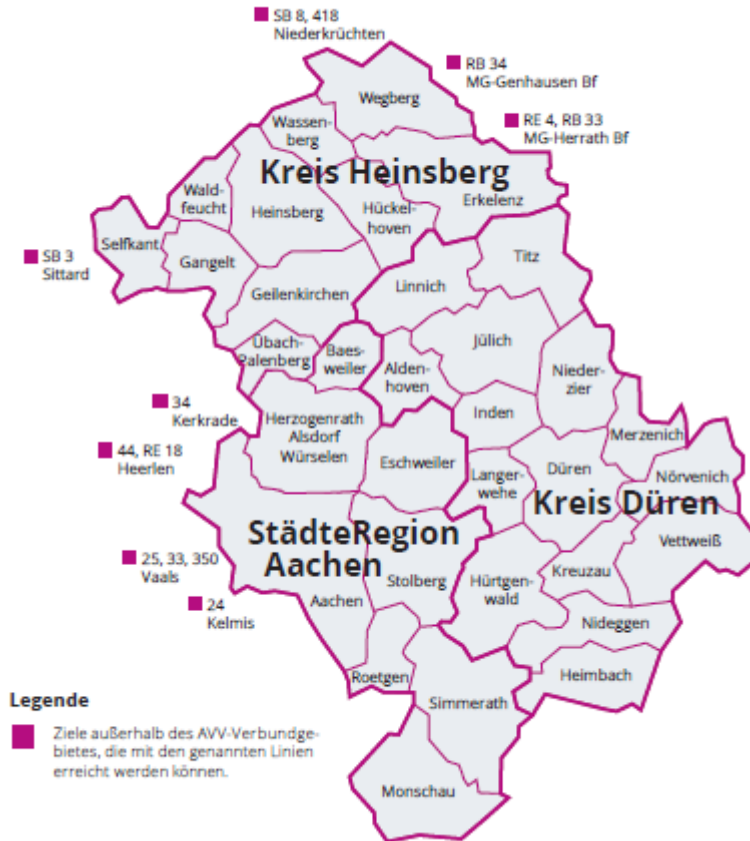 SB 8, 418
Niederkrüchten
RB 34
MG-Genhausen Bf
RE 4, RB 33
MG-Herrath Bf
Wegberg
Wassen-
berg
Kreis Heinsberg
Wald-
feucht
Heinsberg
Hückel-
hoven
Erkelenz
Selfkant
SB 3
Sittard
Gangelt
Titz
Linnich
Geilenkirchen
Jülich
Übach-
Palenberg
Baes-
weiler
Alden-
hoven
Nieder-
zier
34
Kerkrade
Herzogenrath
Alsdorf
Würselen
Inden
Merzenich
44, RE 18
Heerlen
Eschweiler
Langer-
wehe
Düren
Nörvenich
Kreis Düren
StädteRegion
Aachen
Vettweiß
25, 33, 350
Vaals
Stolberg
Hürtgen-
wald
Kreuzau
24
Kelmis
Aachen
Nideggen
Roetgen
Heimbach
Simmerath
Monschau
Legende
Ziele außerhalb des AVV-Verbundge-
bietes, die mit den genannten Linien
erreicht werden können.